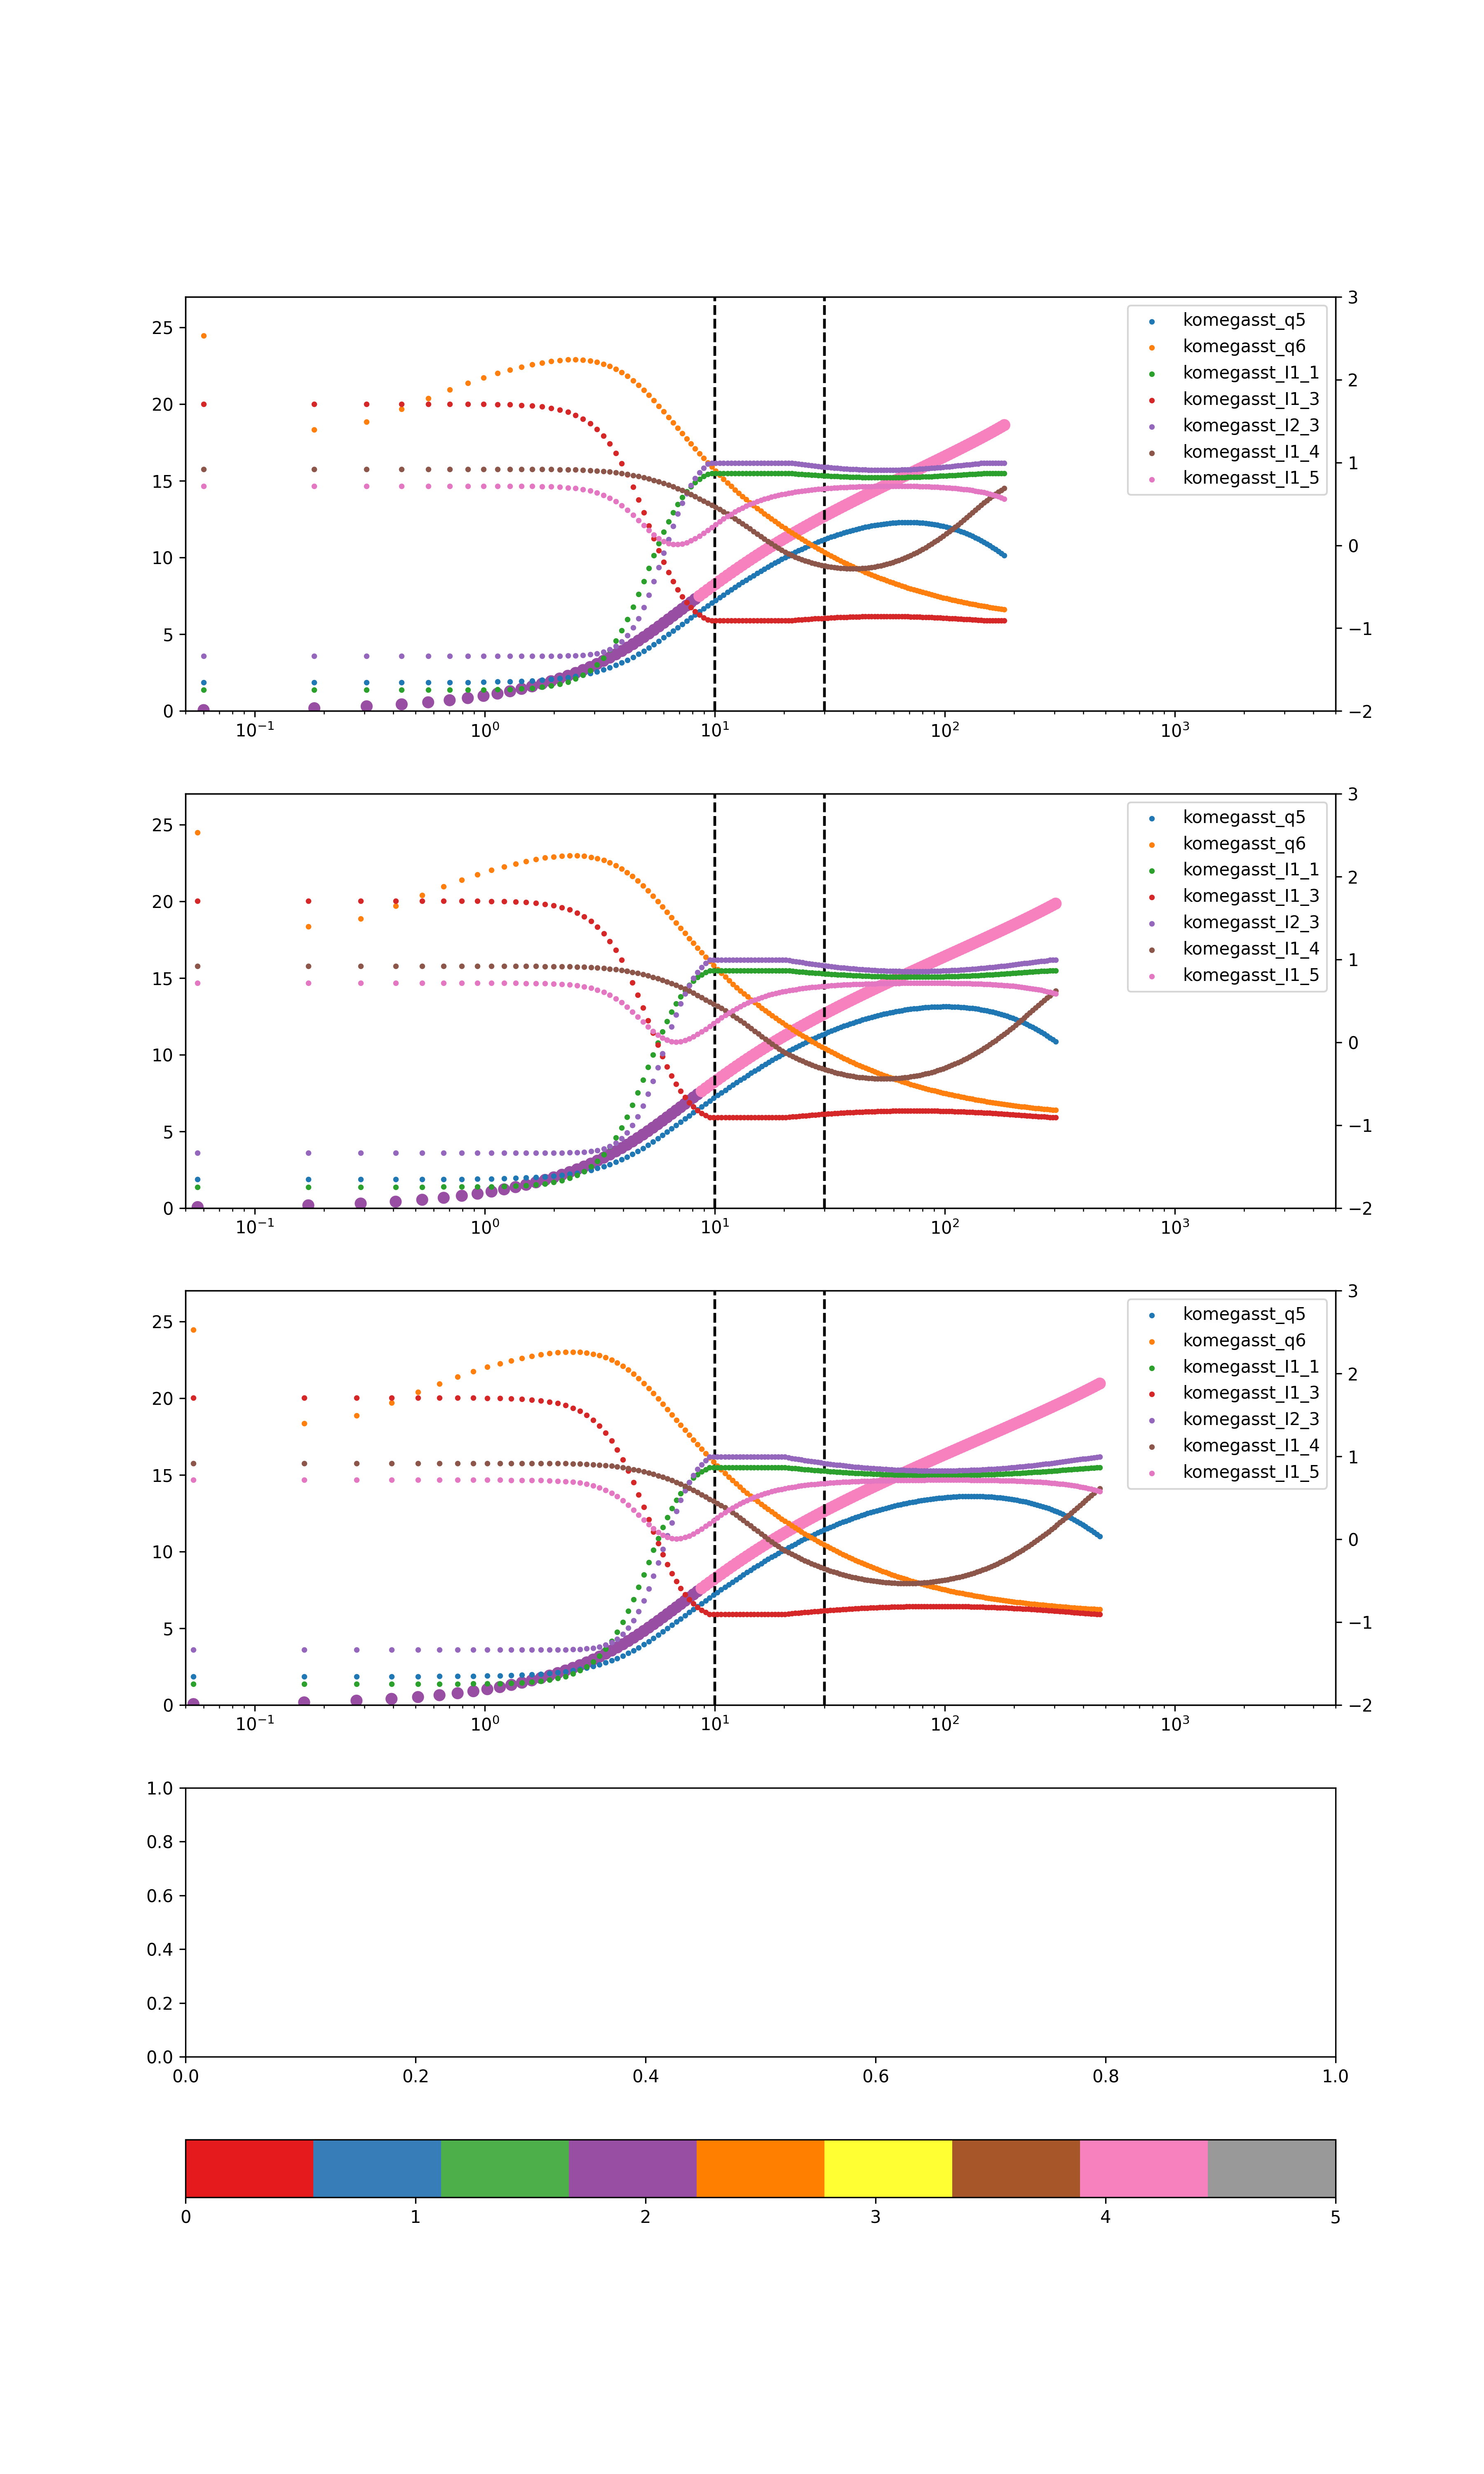 25
20
15
10
5
0
3
2
1
0
−1
−2
komegasst_q5
komegasst_q6
komegasst_I1_1
komegasst_I1_3
komegasst_I2_3
komegasst_I1_4
komegasst_I1_5
10⁻¹ 10⁰ 10¹ 10² 10³
25
20
15
10
5
0
3
2
1
0
−1
−2
komegasst_q5
komegasst_q6
komegasst_I1_1
komegasst_I1_3
komegasst_I2_3
komegasst_I1_4
komegasst_I1_5
10⁻¹ 10⁰ 10¹ 10² 10³
25
20
15
10
5
0
3
2
1
0
−1
−2
komegasst_q5
komegasst_q6
komegasst_I1_1
komegasst_I1_3
komegasst_I2_3
komegasst_I1_4
komegasst_I1_5
10⁻¹ 10⁰ 10¹ 10² 10³
1.0
0.8
0.6
0.4
0.2
0.0
0.0 0.2 0.4 0.6 0.8 1.0
0 1 2 3 4 5